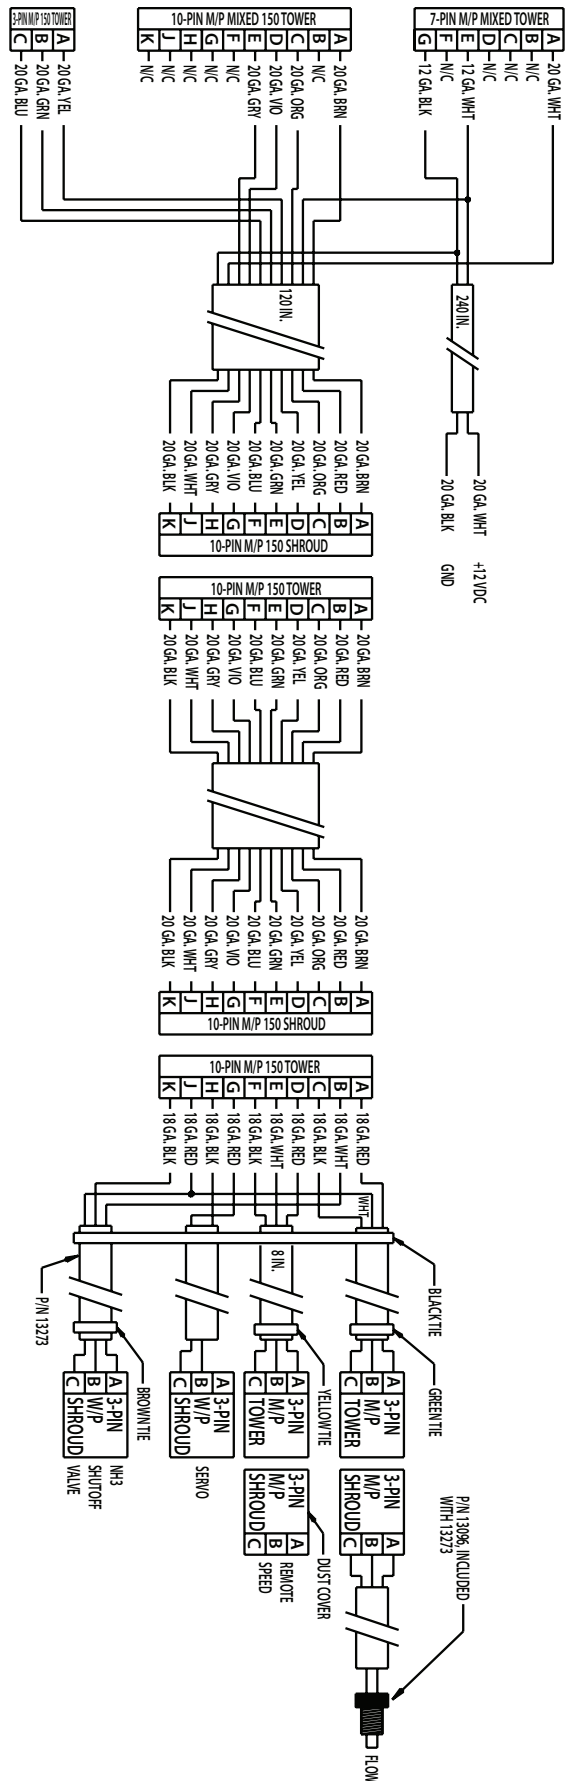 3-PIN M/P 150 TOWER
C B A
20 GA. BLU
20 GA. GRN
20 GA. YEL
10-PIN M/P MIXED 150 TOWER
K J H G F E D C B A
N/C
N/C
N/C
N/C
N/C
20 GA. GRY
20 GA. VIO
20 GA. ORG
N/C
20 GA. BRN
7-PIN M/P MIXED TOWER
G F E D C B A
12 GA. BLK
N/C
12 GA. WHT
N/C
N/C
N/C
20 GA. WHT
120 IN.
240 IN.
20 GA. BLK GND
20 GA. WHT +12 VDC
20 GA. BLK
20 GA. WHT
20 GA. GRY
20 GA. VIO
20 GA. BLU
20 GA. GRN
20 GA. YEL
20 GA. ORG
20 GA. RED
20 GA. BRN
K J H G F E D C B A
10-PIN M/P 150 SHROUD
10-PIN M/P 150 TOWER
K J H G F E D C B A
20 GA. BLK
20 GA. WHT
20 GA. GRY
20 GA. VIO
20 GA. BLU
20 GA. GRN
20 GA. YEL
20 GA. ORG
20 GA. RED
20 GA. BRN
20 GA. BLK
20 GA. WHT
20 GA. GRY
20 GA. VIO
20 GA. BLU
20 GA. GRN
20 GA. YEL
20 GA. ORG
20 GA. RED
20 GA. BRN
K J H G F E D C B A
10-PIN M/P 150 SHROUD
10-PIN M/P 150 TOWER
K J H G F E D C B A
18 GA. BLK
18 GA. RED
18 GA. BLK
18 GA. RED
18 GA. BLK
18 GA. WHT
18 GA. RED
18 GA. BLK
18 GA. WHT
18 GA. RED
WHT
8 IN.
P/N 13273
BLACK TIE
BROWN TIE
YELLOW TIE
GREEN TIE
C B A
3-PIN
W/P
SHROUD
NH3
SHUTOFF
VALVE
C B A
3-PIN
W/P
SHROUD
SERVO
C B A
3-PIN
M/P
TOWER
C B A
3-PIN
M/P
TOWER
3-PIN
M/P
SHROUD
C B A
DUST COVER
REMOTE
SPEED
3-PIN
M/P
SHROUD
C B A
P/N 13096, INCLUDED
WITH 13273
FLOW